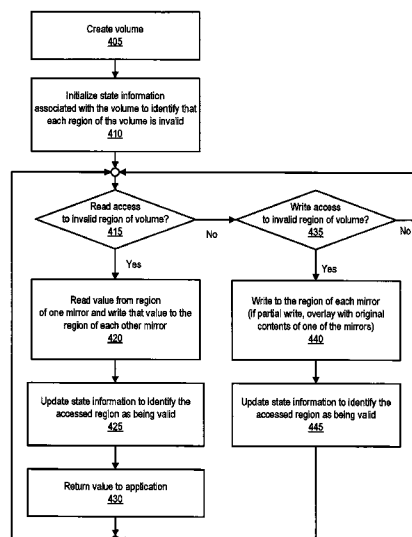 Create volume
405
Initialize state information
associated with the volume to identify that
each region of the volume is invalid
410
Read access
to invalid region of volume?
415
No
Write access
to invalid region of volume?
435
No
Yes
Yes
Read value from region
of one mirror and write that value to the
region of each other mirror
420
Write to the region of each mirror
(if partial write, overlay with original
contents of one of the mirrors)
440
Update state information to identify the
accessed region as being valid
425
Update state information to identify the
accessed region as being valid
445
Return value to application
430